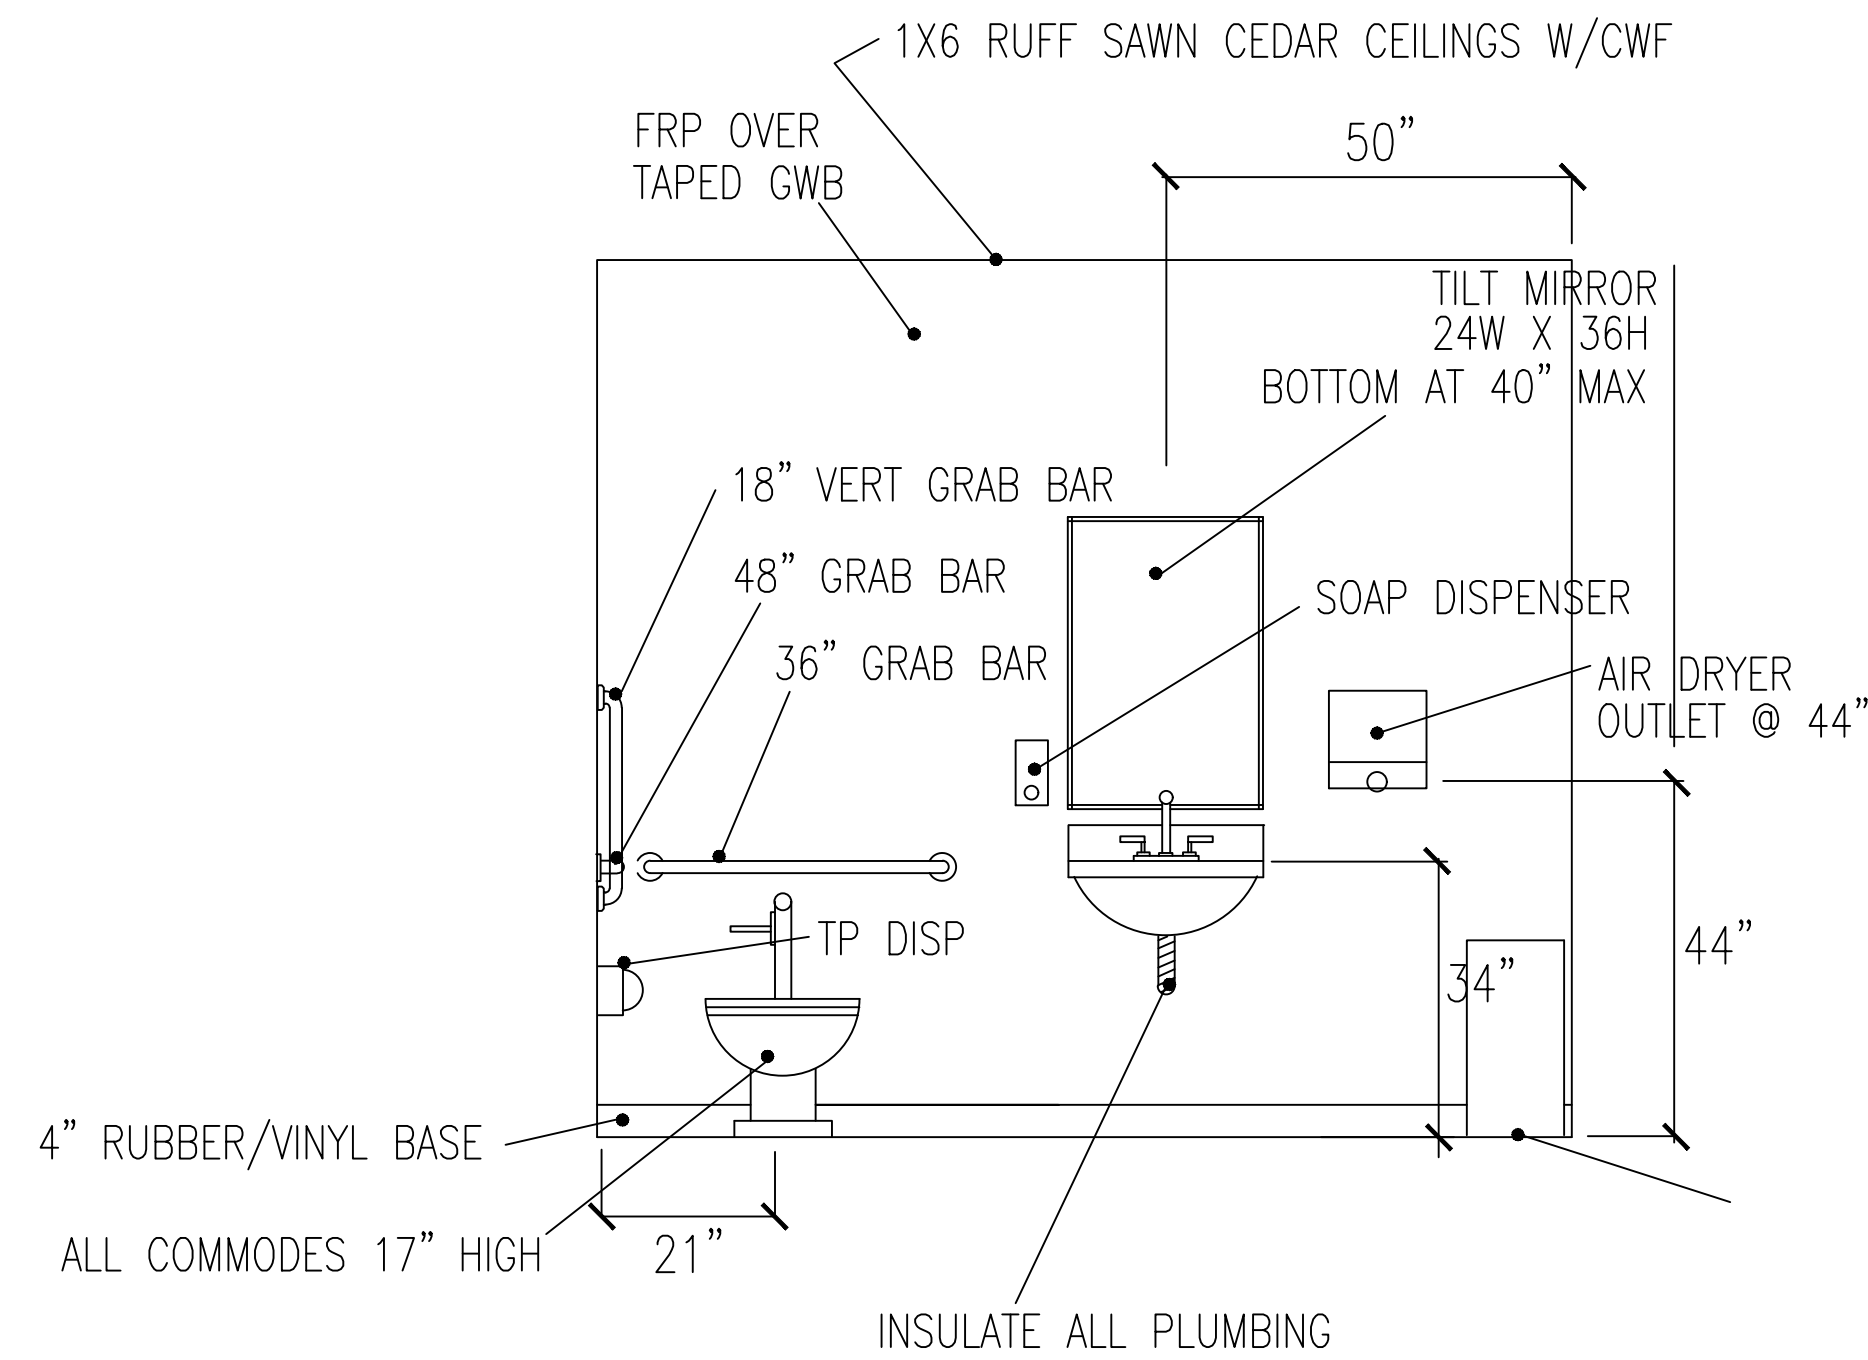 1X6 RUFF SAWN CEDAR CEILINGS W/CWF
FRP OVER
TAPED GWB
50”
TILT MIRROR
24W X 36H
BOTTOM AT 40” MAX
18” VERT GRAB BAR
48” GRAB BAR
SOAP DISPENSER
36” GRAB BAR
AIR DRYER
OUTLET @ 44”
TP DISP
44”
34”
4” RUBBER/VINYL BASE
ALL COMMODES 17” HIGH
21”
INSULATE ALL PLUMBING